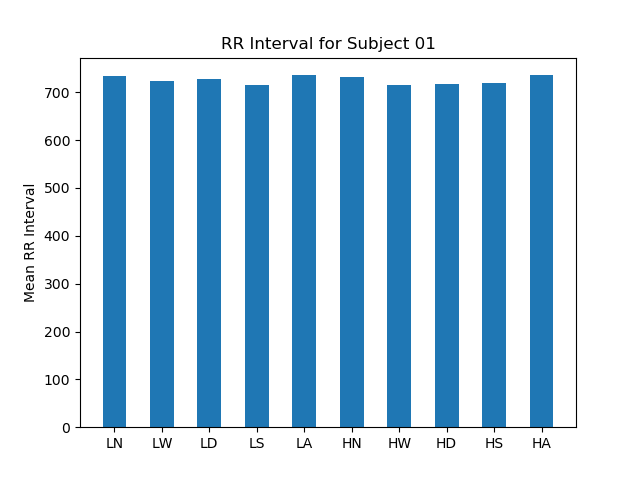 RR Interval for Subject 01
Mean RR Interval
700
600
500
400
300
200
100
0
LN LW LD LS LA HN HW HD HS HA